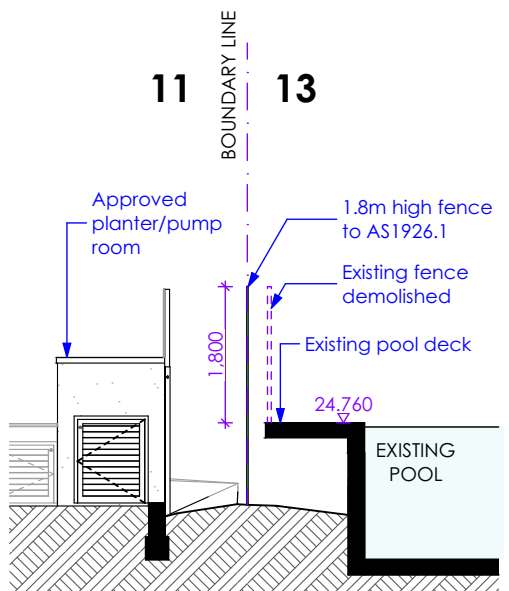 11
BOUNDARY LINE
13
Approved
planter/pump
room
1.8m high fence
to AS1926.1
Existing fence
demolished
1,800
Existing pool deck
24.760
EXISTING
POOL